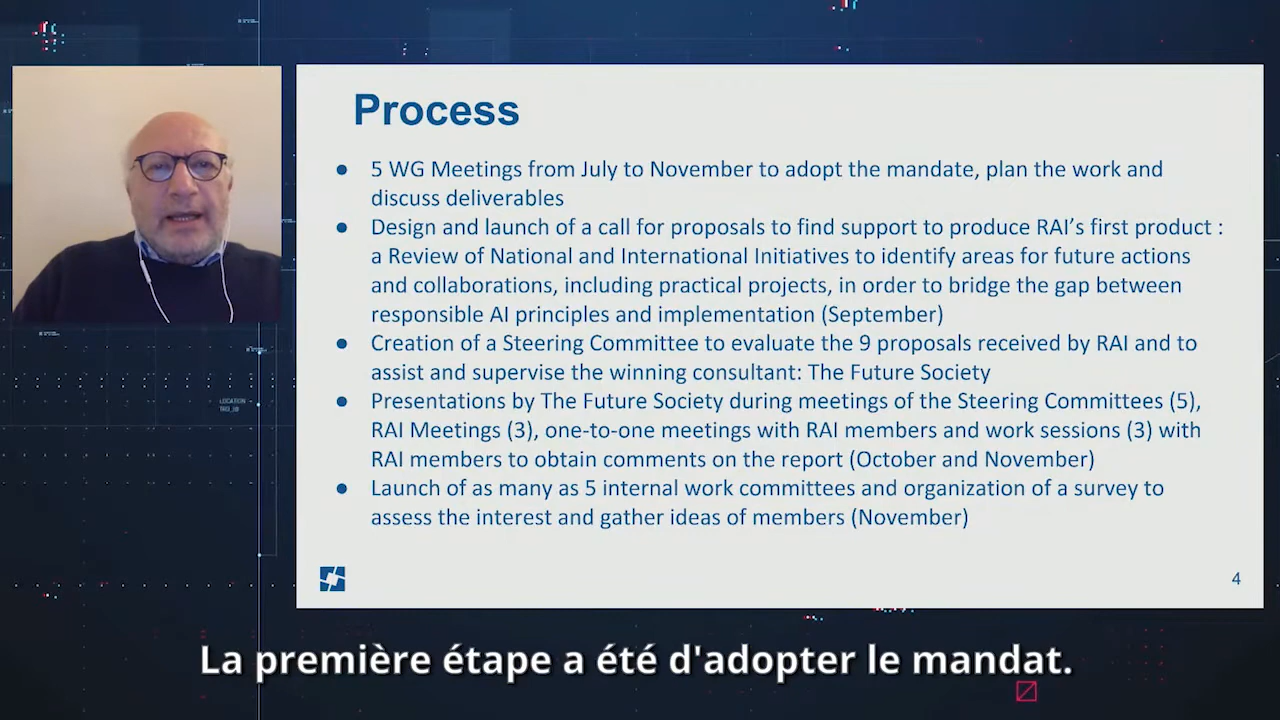 Process
● 5 WG Meetings from July to November to adopt the mandate, plan the work and
discuss deliverables
● Design and launch of a call for proposals to find support to produce RAI’s first product :
a Review of National and International Initiatives to identify areas for future actions
and collaborations, including practical projects, in order to bridge the gap between
responsible AI principles and implementation (September)
● Creation of a Steering Committee to evaluate the 9 proposals received by RAI and to
assist and supervise the winning consultant: The Future Society
● Presentations by The Future Society during meetings of the Steering Committees (5),
RAI Meetings (3), one-to-one meetings with RAI members and work sessions (3) with
RAI members to obtain comments on the report (October and November)
● Launch of as many as 5 internal work committees and organization of a survey to
assess the interest and gather ideas of members (November)
4
LOCATION
La première étape a été d'adopter le mandat.